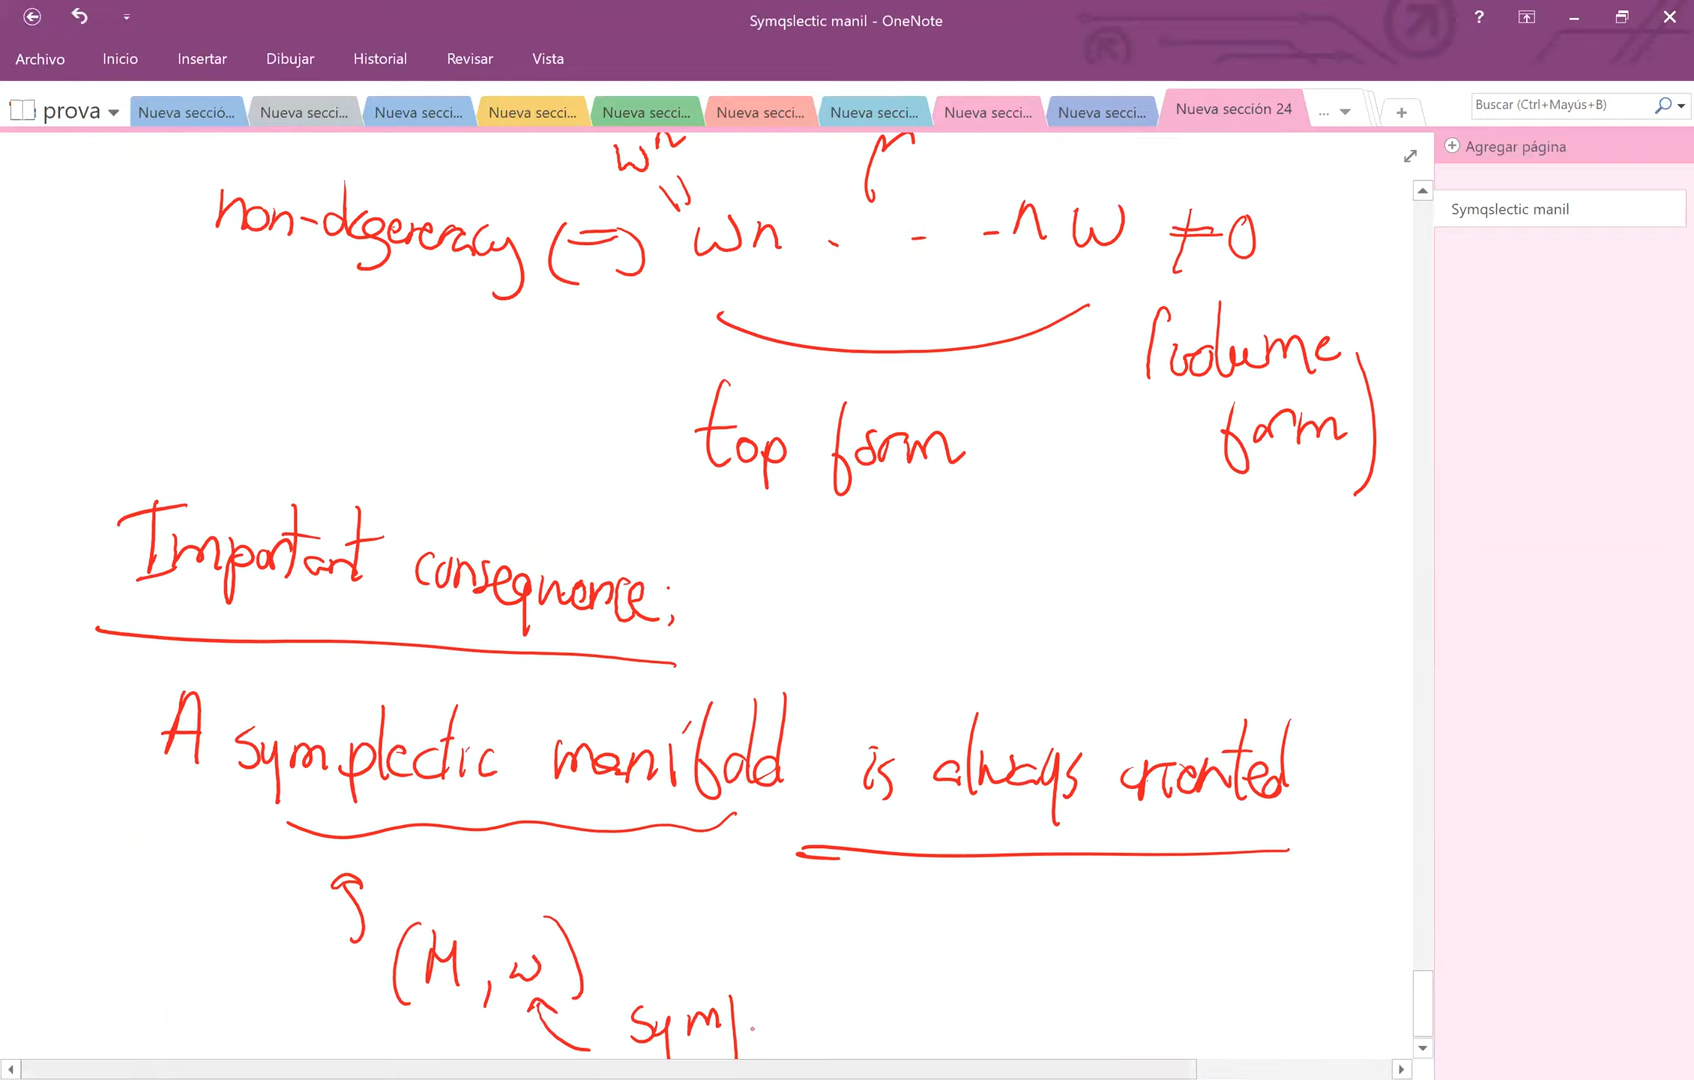 Symqslectic manil - OneNote
?
Archivo Inicio Insertar Dibujar Historial Revisar Vista
prova Nueva secció... Nueva secci... Nueva secci... Nueva secci... Nueva secci... Nueva secci... Nueva secci... Nueva secci... Nueva secci... Nueva sección 24 ... + Buscar (Ctrl+Mayús+B)
Agregar página
Symqslectic manil
ωⁿ
non-degeneracy ⇔ ω∧ . - - ∧ ω ≠0
(volume
form)
top form
Important consequence:
A symplectic manifold is always oriented
(M, ω)
symp